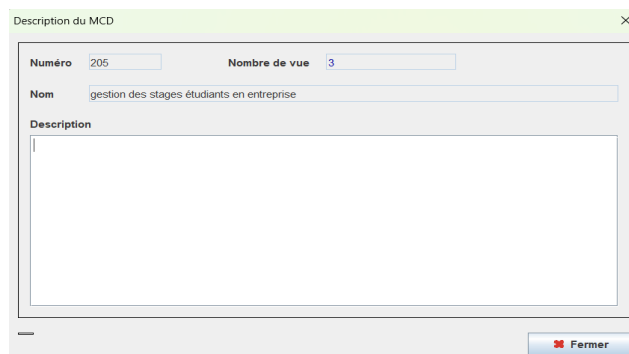 Description du MCD
Numéro 205 Nombre de vue 3
Nom gestion des stages étudiants en entreprise
Description
Fermer